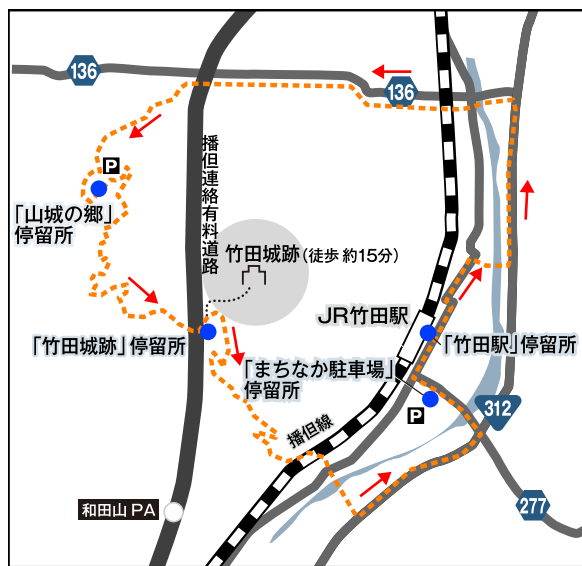 136
136
P
「山城の郷」
停留所
播但連絡有料道路
竹田城跡(徒歩 約15分)
JR竹田駅
「竹田城跡」停留所
「竹田駅」停留所
「まちなか駐車場」
停留所
P
312
播但線
和田山 PA
277